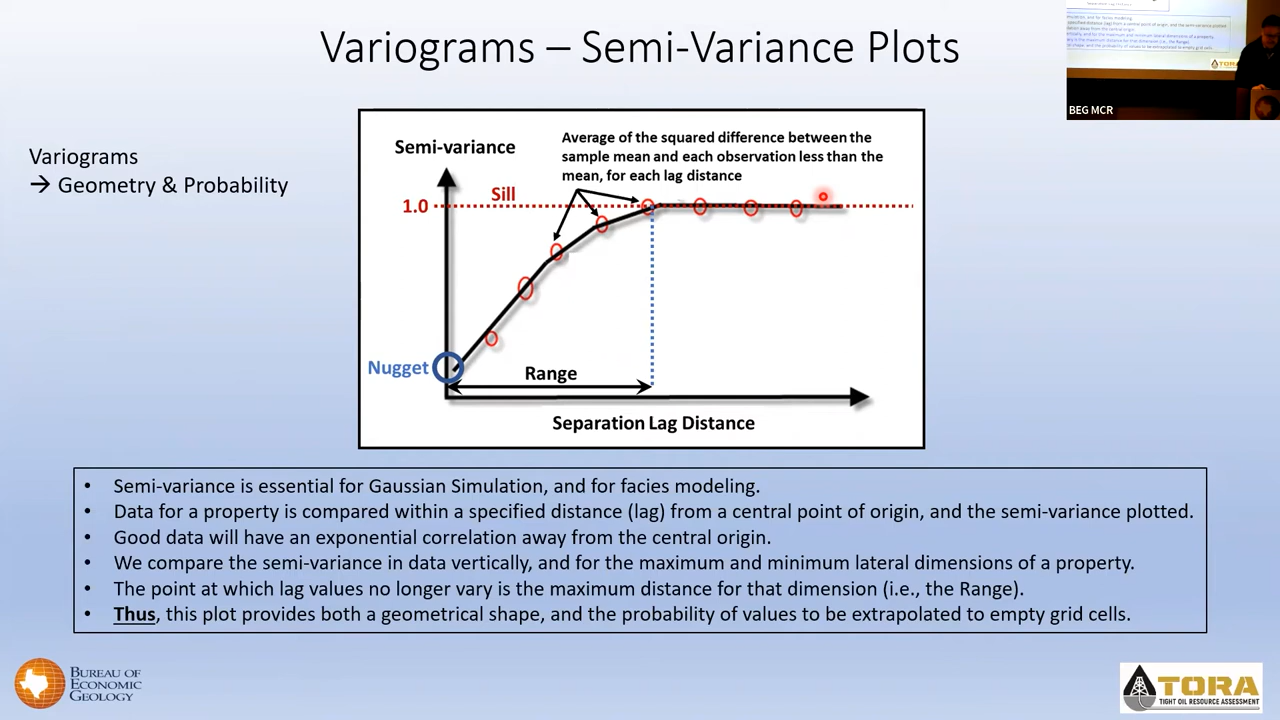 Variograms – Semi-Variance Plots
BEG MCR
TORA
Variograms
→ Geometry & Probability
Semi-variance
Average of the squared difference between the
sample mean and each observation less than the
mean, for each lag distance
Sill
1.0
Nugget
Range
Separation Lag Distance
• Semi-variance is essential for Gaussian Simulation, and for facies modeling.
• Data for a property is compared within a specified distance (lag) from a central point of origin, and the semi-variance plotted.
• Good data will have an exponential correlation away from the central origin.
• We compare the semi-variance in data vertically, and for the maximum and minimum lateral dimensions of a property.
• The point at which lag values no longer vary is the maximum distance for that dimension (i.e., the Range).
• Thus, this plot provides both a geometrical shape, and the probability of values to be extrapolated to empty grid cells.
BUREAU OF
ECONOMIC
GEOLOGY
TORA
TIGHT OIL RESOURCE ASSESSMENT